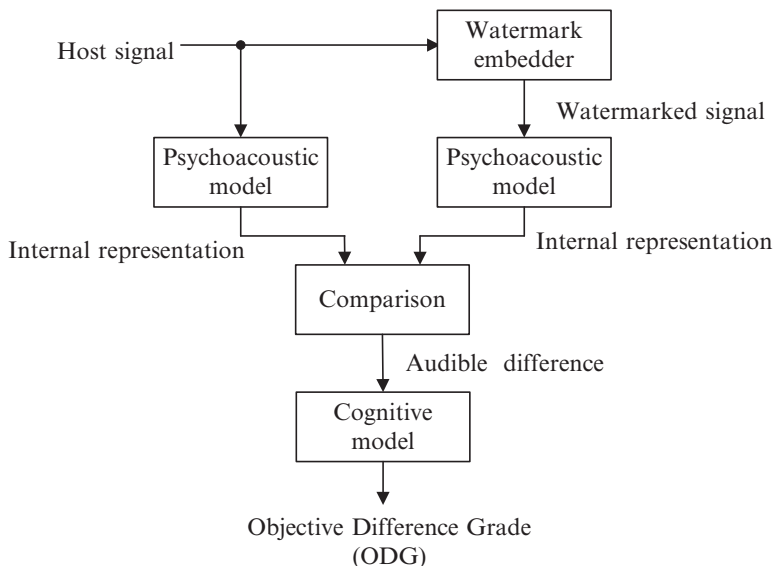 Host signal
Watermark
embedder
Watermarked signal
Psychoacoustic
model
Psychoacoustic
model
Internal representation
Internal representation
Comparison
Audible difference
Cognitive
model
Objective Difference Grade
(ODG)